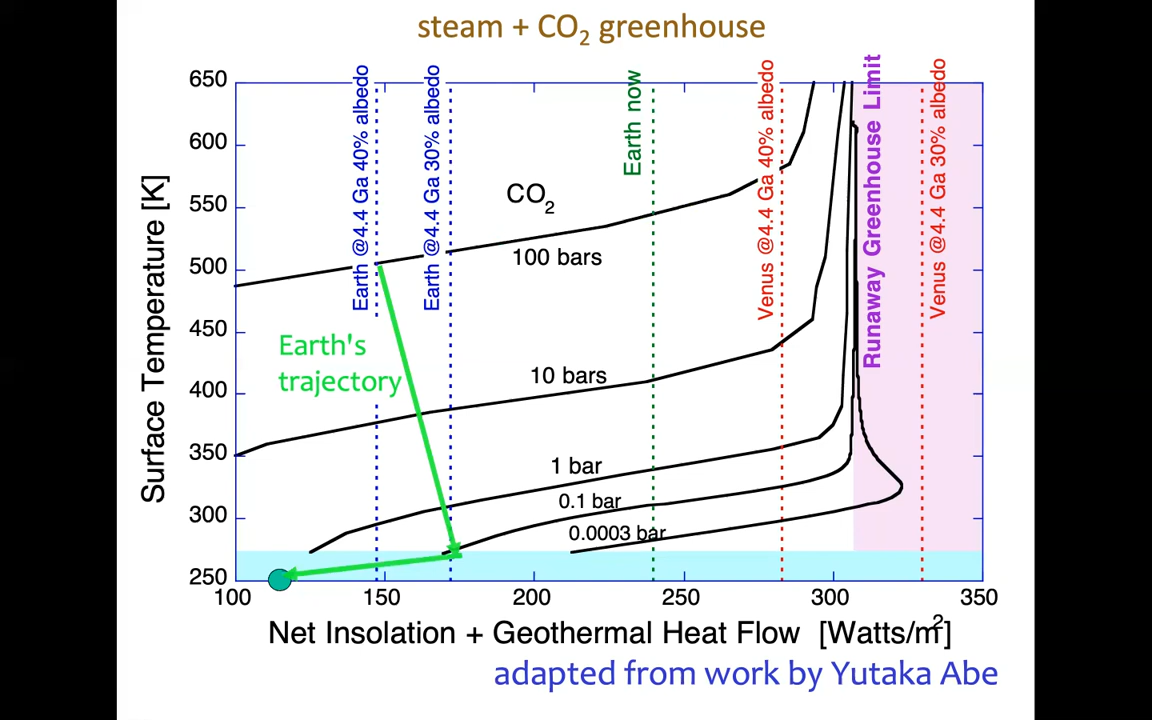 steam + CO₂ greenhouse
650
600
550
500
450
400
350
300
250
Surface Temperature [K]
Earth @4.4 Ga 40% albedo
Earth @4.4 Ga 30% albedo
Earth now
Venus @4.4 Ga 40% albedo
Runaway Greenhouse Limit
Venus @4.4 Ga 30% albedo
CO₂
100 bars
Earth's
trajectory
10 bars
1 bar
0.1 bar
0.0003 bar
100 150 200 250 300 350
Net Insolation + Geothermal Heat Flow [Watts/m²]
adapted from work by Yutaka Abe